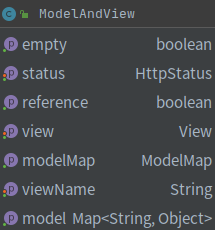 ModelAndView
empty boolean
status HttpStatus
reference boolean
view View
modelMap ModelMap
viewName String
model Map<String, Object>